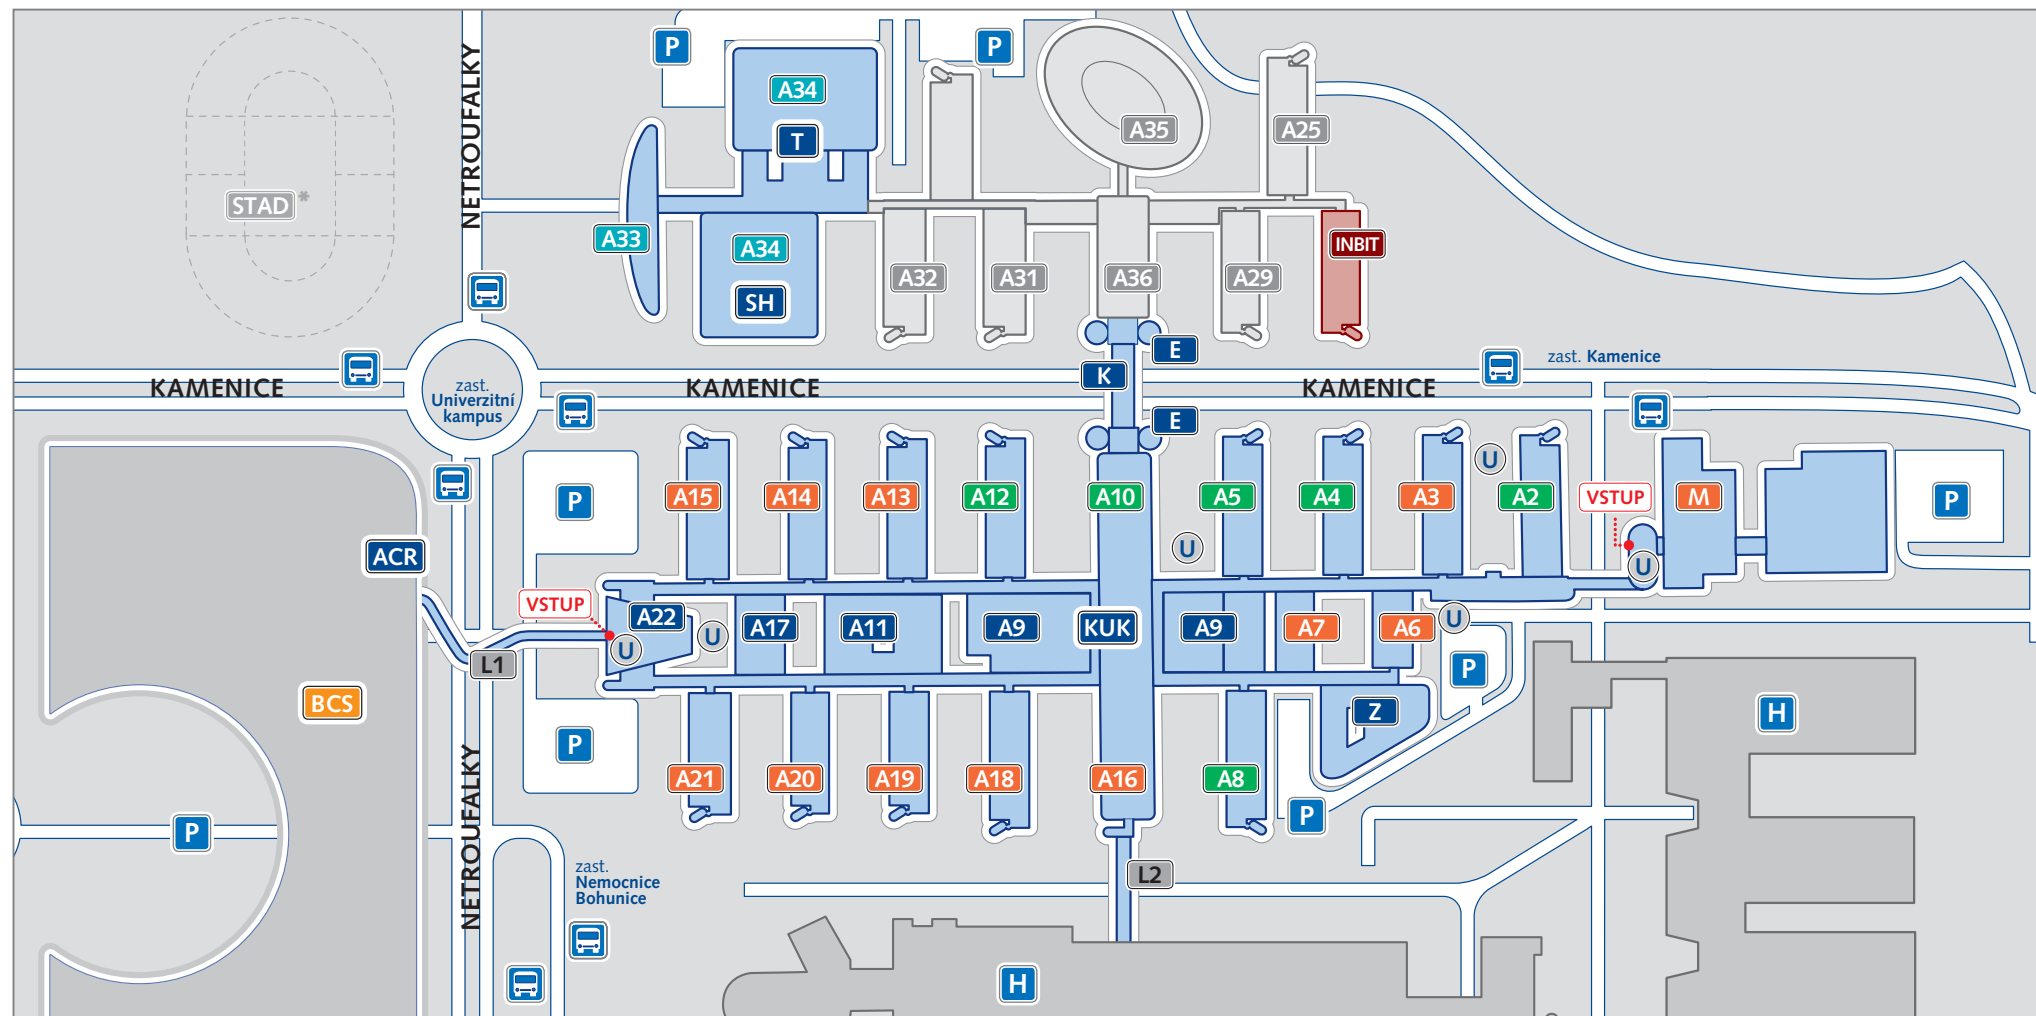 P
P
A34
T
A35
A25
NETROUFALKY
STAD*
A33
A34
INBIT
A32
A31
A36
A29
SH
E
K
zast. Kamenice
KAMENICE
KAMENICE
KAMENICE
zast.
Univerzitní
kampus
E
U
P
A15
A14
A13
A12
A10
A5
A4
A3
A2
VSTUP
M
P
ACR
U
U
VSTUP
A22
A17
A11
A9
KUK
A9
A7
A6
U
U
U
L1
P
BCS
Z
H
P
A21
A20
A19
A18
A16
A8
P
P
NETROUFALKY
zast.
Nemocnice
Bohunice
L2
H